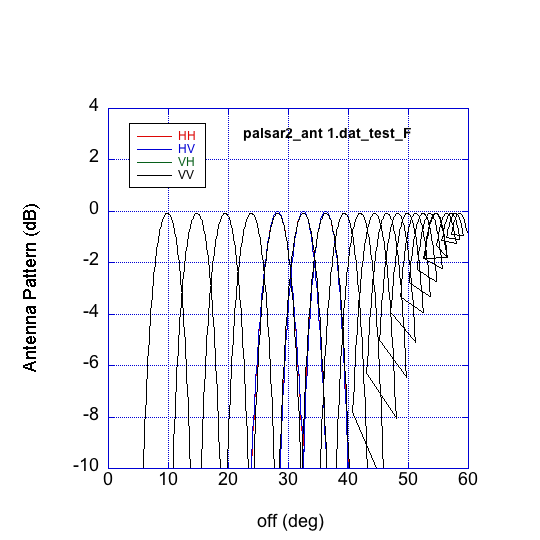 4
palsar2_ant 1.dat_test_F
HH
HV
VH
VV
2
0
-2
-4
-6
-8
-10
Antenna Pattern (dB)
0 10 20 30 40 50 60
off (deg)